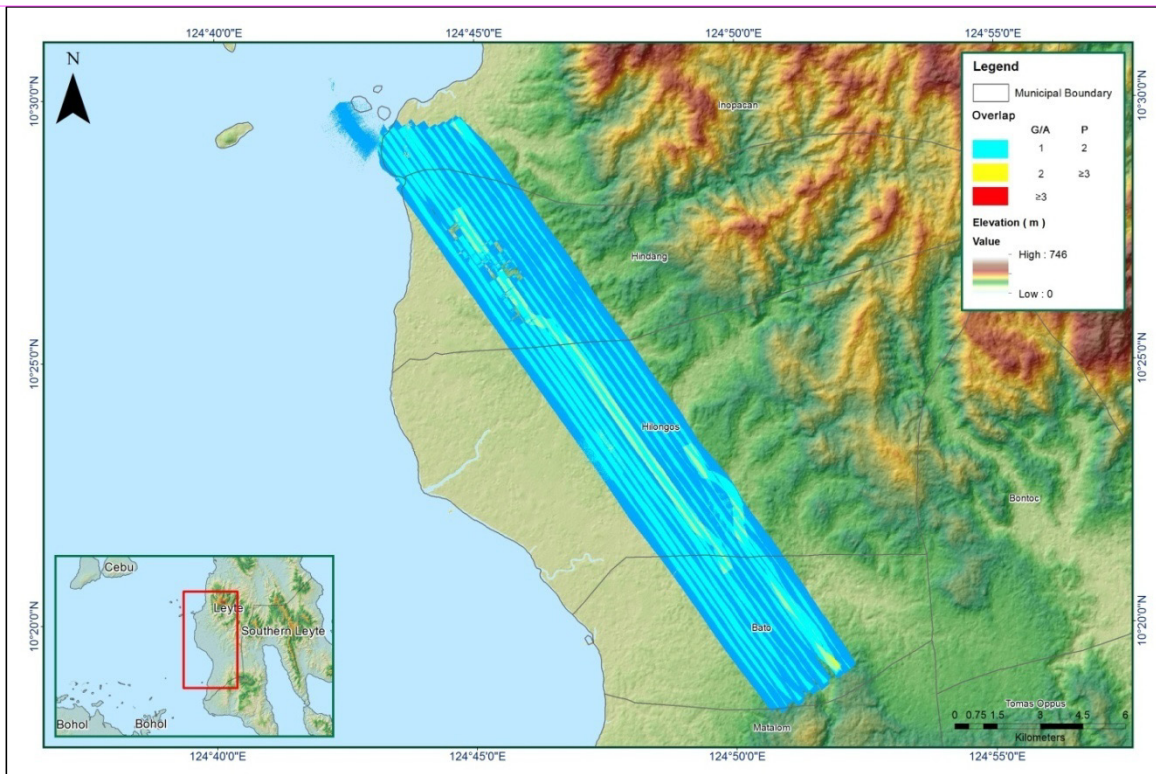 124°40'0"E
124°45'0"E
124°50'0"E
124°55'0"E
N
10°30'0"N
10°30'0"N
Legend
Municipal Boundary
Overlap
G/A P
1 2
2 ≥3
≥3
Elevation ( m )
Value
High : 746
Low : 0
Inopacan
Hindang
10°25'0"N
10°25'0"N
Hilongos
Bontoc
Cebu
Leyte
Southern Leyte
Bohol
Bohol
10°20'0"N
10°20'0"N
Bato
Tomas Oppus
Matalom
0 0.75 1.5 3 4.5 6
Kilometers
124°40'0"E
124°45'0"E
124°50'0"E
124°55'0"E